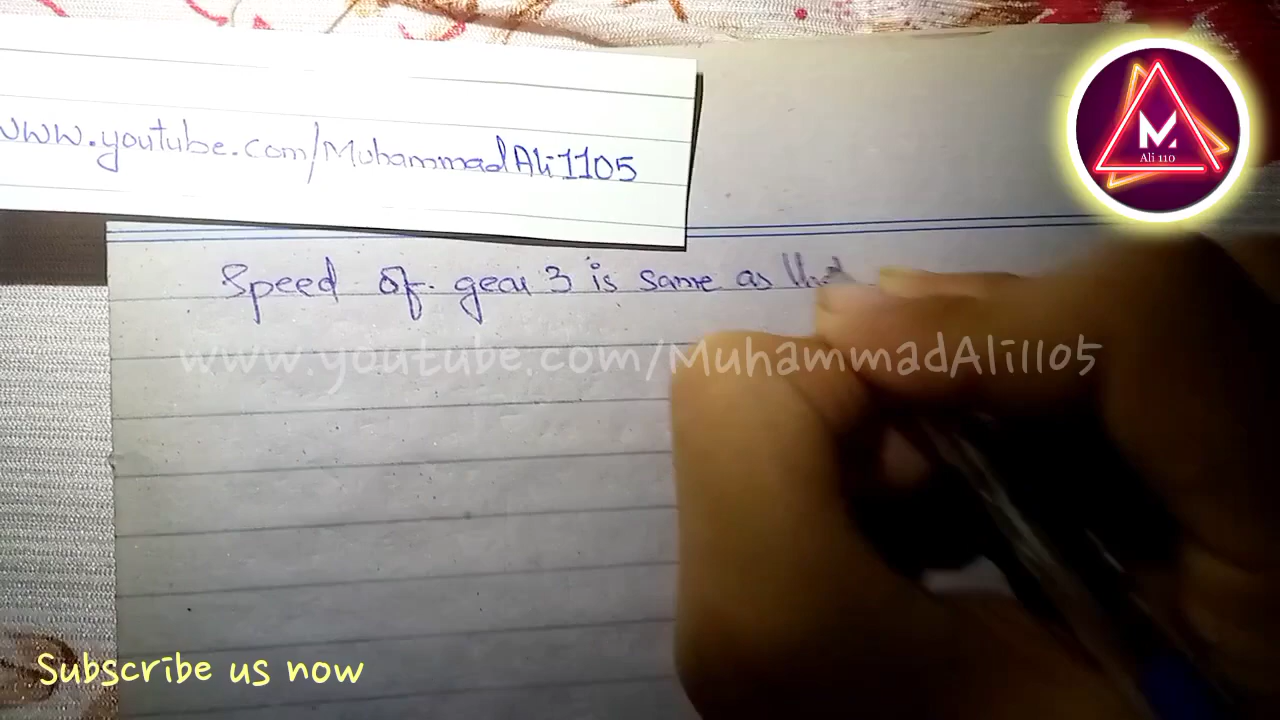 www.youtube.com/MuhammadAli1105
M
Ali 110
Speed of gear 3 is same as that
www.youtube.com/MuhammadAli1105
Subscribe us now